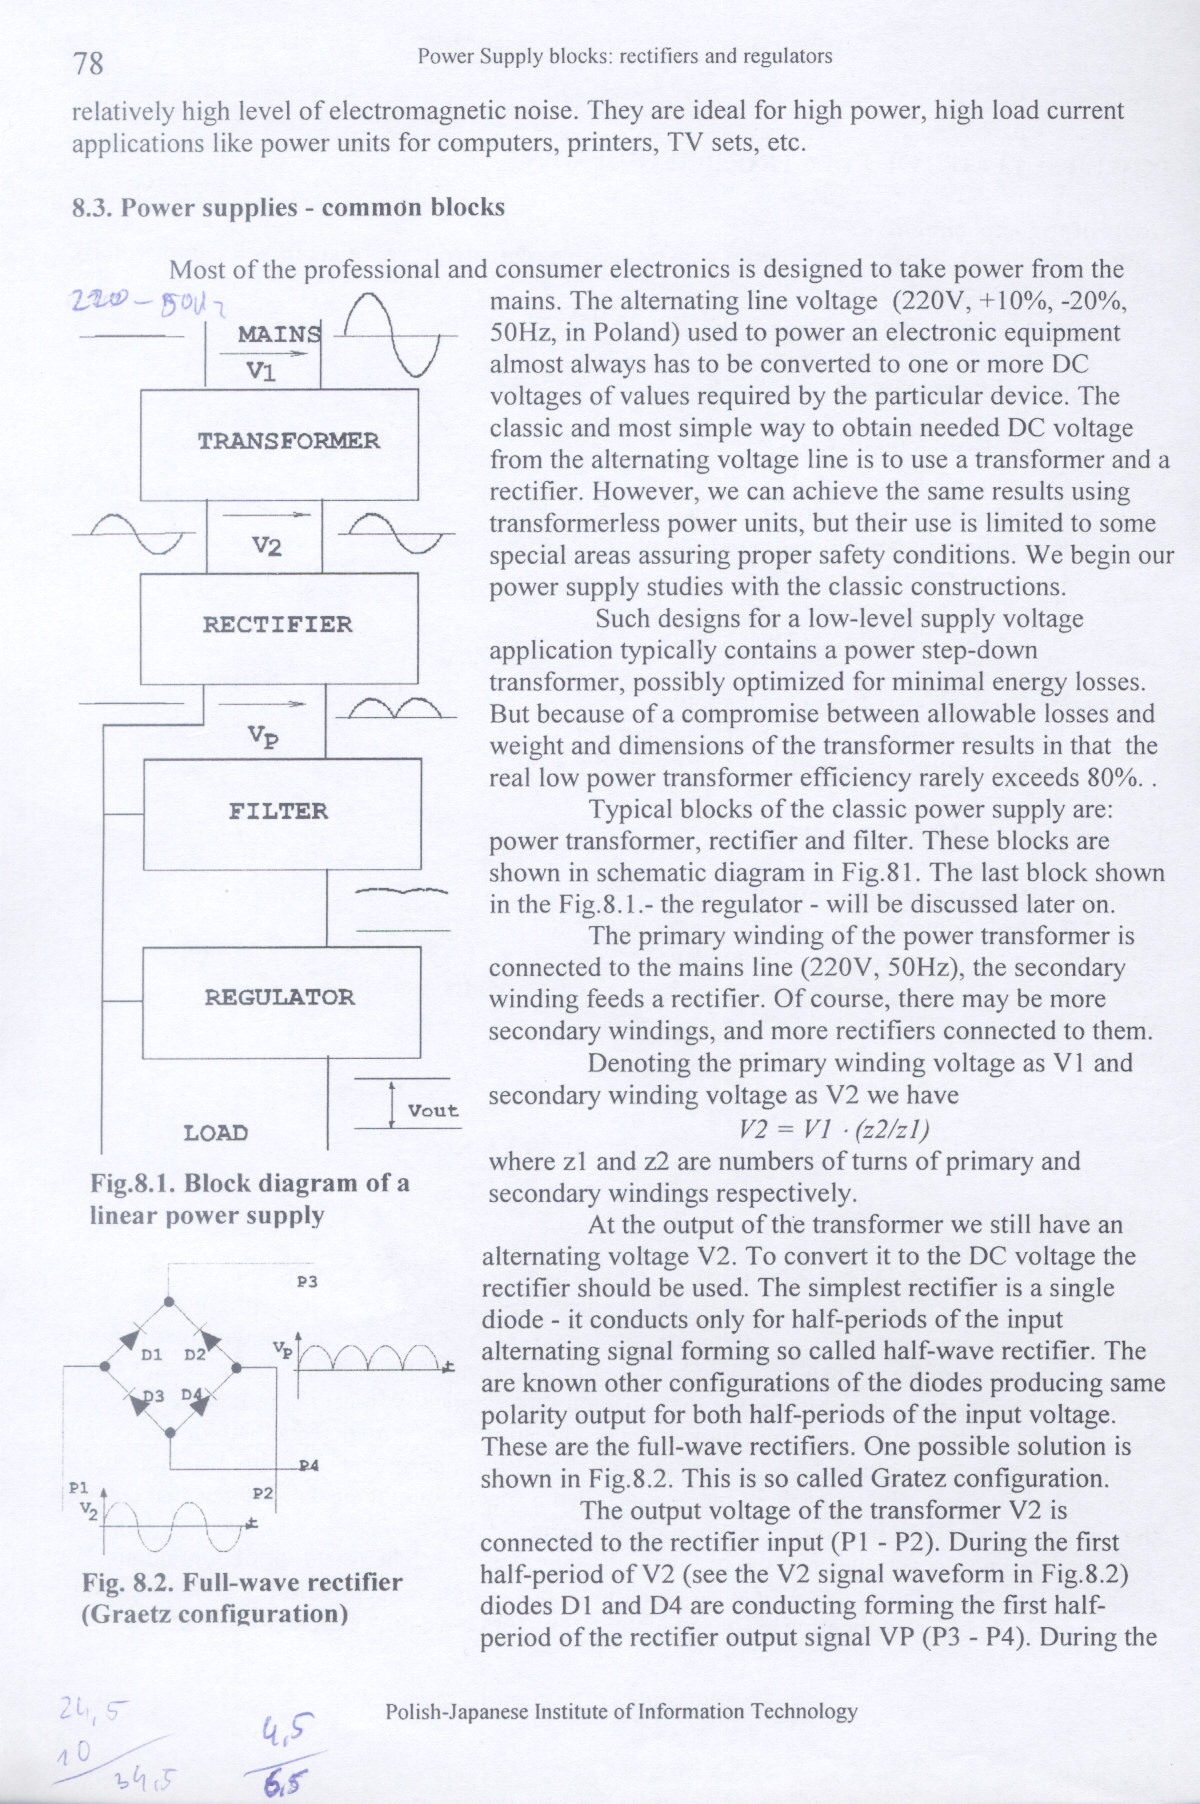 78
Power Supply blocks: rectifiers and regulators
relatively high level of electromagnetic noise. They are ideal for high power, high load current
applications like power units for computers, printers, TV sets, etc.
8.3. Power supplies - common blocks
Most of the professional and consumer electronics is designed to take power from the
mains. The alternating line voltage (220V, +10%, -20%,
50Hz, in Poland) used to power an electronic equipment
almost always has to be converted to one or more DC
voltages of values required by the particular device. The
classic and most simple way to obtain needed DC voltage
from the alternating voltage line is to use a transformer and a
rectifier. However, we can achieve the same results using
transformerless power units, but their use is limited to some
special areas assuring proper safety conditions. We begin our
power supply studies with the classic constructions.
Such designs for a low-level supply voltage
application typically contains a power step-down
transformer, possibly optimized for minimal energy losses.
But because of a compromise between allowable losses and
weight and dimensions of the transformer results in that the
real low power transformer efficiency rarely exceeds 80%. .
Typical blocks of the classic power supply are:
power transformer, rectifier and filter. These blocks are
shown in schematic diagram in Fig.81. The last block shown
in the Fig.8.1.- the regulator - will be discussed later on.
The primary winding of the power transformer is
connected to the mains line (220V, 50Hz), the secondary
winding feeds a rectifier. Of course, there may be more
secondary windings, and more rectifiers connected to them.
Denoting the primary winding voltage as V1 and
secondary winding voltage as V2 we have
V2 = V1 · (z2/z1)
where z1 and z2 are numbers of turns of primary and
secondary windings respectively.
At the output of the transformer we still have an
alternating voltage V2. To convert it to the DC voltage the
rectifier should be used. The simplest rectifier is a single
diode - it conducts only for half-periods of the input
alternating signal forming so called half-wave rectifier. The
are known other configurations of the diodes producing same
polarity output for both half-periods of the input voltage.
These are the full-wave rectifiers. One possible solution is
shown in Fig.8.2. This is so called Gratez configuration.
The output voltage of the transformer V2 is
connected to the rectifier input (P1 - P2). During the first
half-period of V2 (see the V2 signal waveform in Fig.8.2)
diodes D1 and D4 are conducting forming the first half-
period of the rectifier output signal VP (P3 - P4). During the
220 - 50Hz
MAINS
V1
TRANSFORMER
V2
RECTIFIER
Vp
FILTER
REGULATOR
Vout
LOAD
Fig.8.1. Block diagram of a
linear power supply
P3
D1 D2
Vp
t
D3 D4
P4
P1
P2
V2
t
Fig. 8.2. Full-wave rectifier
(Graetz configuration)
Polish-Japanese Institute of Information Technology
24,5
10
34,5
4,5
6,5